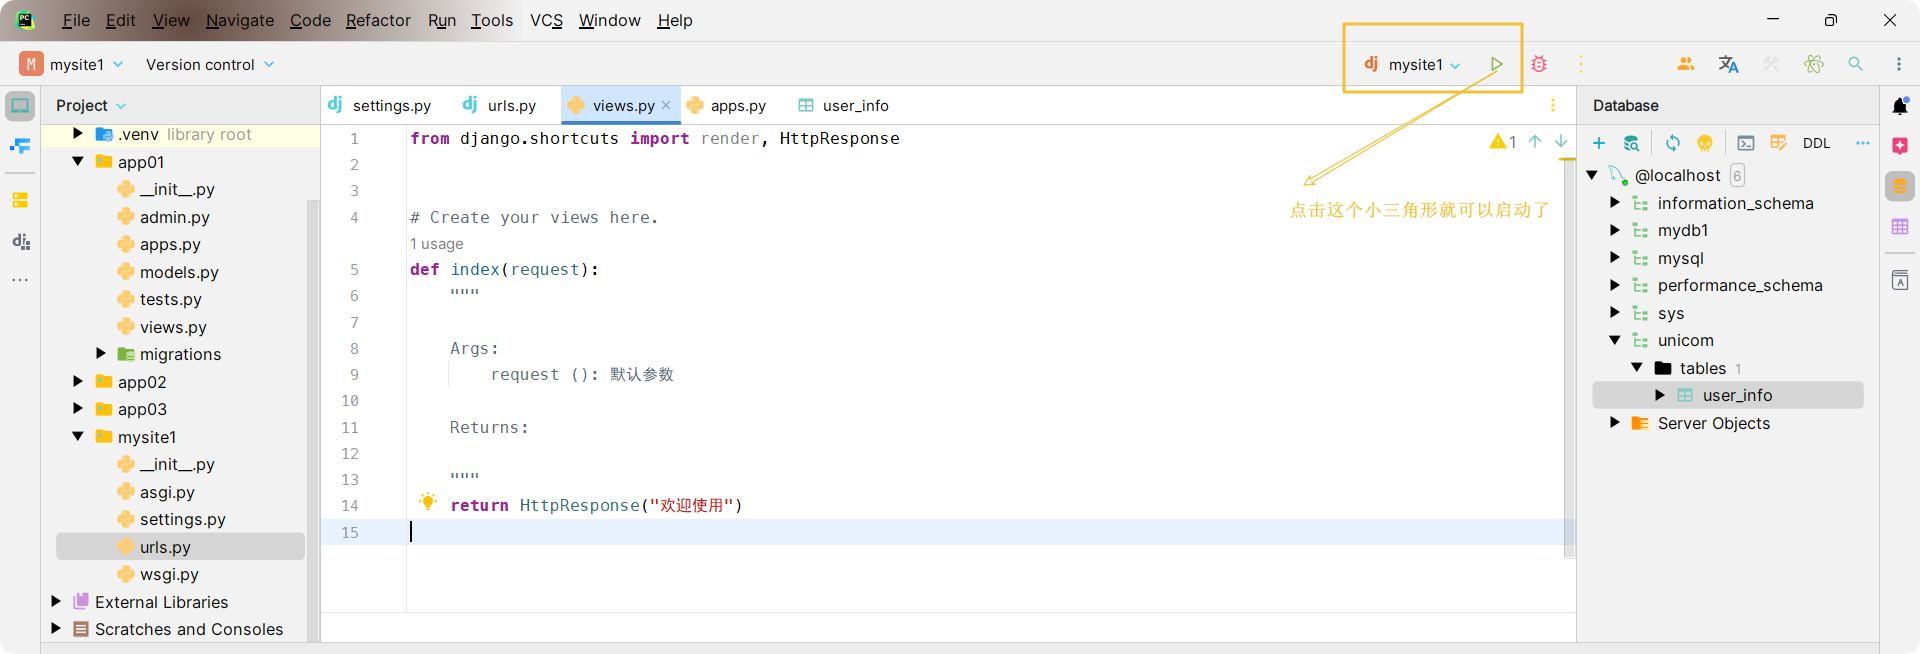 PC
File Edit View Navigate Code Refactor Run Tools VCS Window Help
M mysite1 Version control
dj mysite1
Project
.venv library root
app01
__init__.py
admin.py
apps.py
models.py
tests.py
views.py
migrations
app02
app03
mysite1
__init__.py
asgi.py
settings.py
urls.py
wsgi.py
External Libraries
Scratches and Consoles
dj settings.py dj urls.py views.py apps.py user_info
1 from django.shortcuts import render, HttpResponse
2
3
4 # Create your views here.
1 usage
5 def index(request):
6 """
7
8 Args:
9 request (): 默认参数
10
11 Returns:
12
13 """
14 return HttpResponse("欢迎使用")
15
1
点击这个小三角形就可以启动了
Database
DDL
@localhost 6
information_schema
mydb1
mysql
performance_schema
sys
unicom
tables 1
user_info
Server Objects